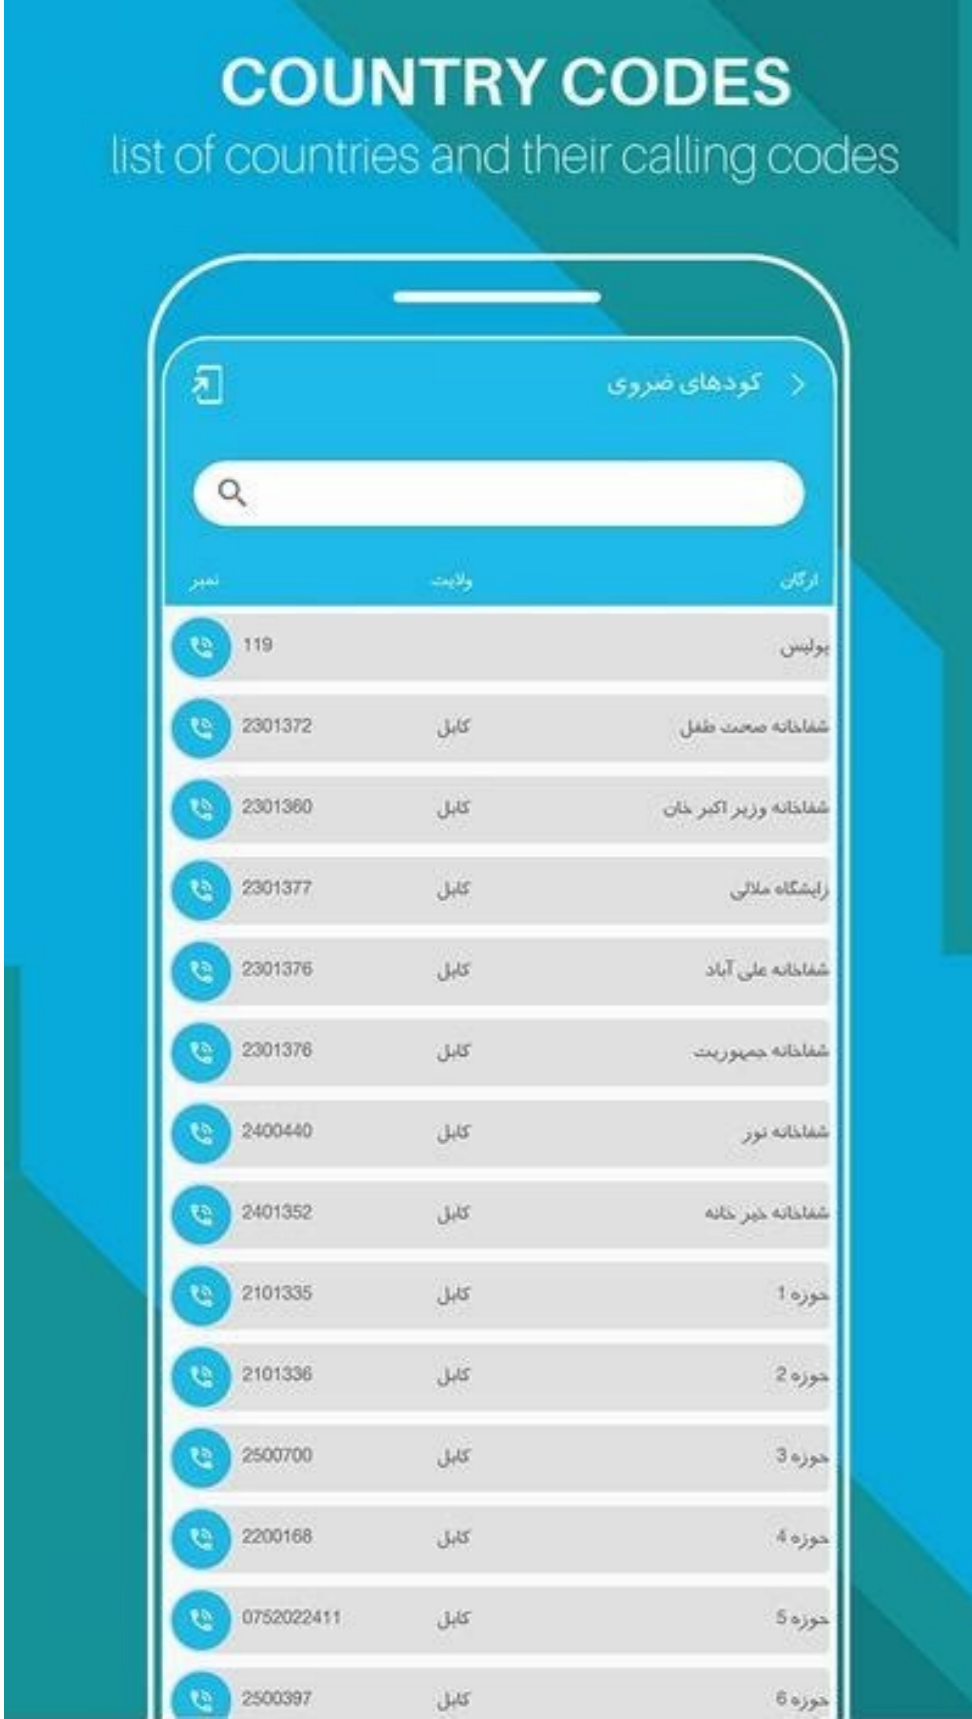 COUNTRY CODES
list of countries and their calling codes
کودهای ضروی
ارگان ولایت نمبر
پولیس 119
شفاخانه صحت طفل کابل 2301372
شفاخانه وزیر اکبر خان کابل 2301360
زایشگاه ملالی کابل 2301377
شفاخانه علی آباد کابل 2301376
شفاخانه جمهوریت کابل 2301376
شفاخانه نور کابل 2400440
شفاخانه خیر خانه کابل 2401352
حوزه 1 کابل 2101335
حوزه 2 کابل 2101336
حوزه 3 کابل 2500700
حوزه 4 کابل 2200168
حوزه 5 کابل 0752022411
حوزه 6 کابل 2500397